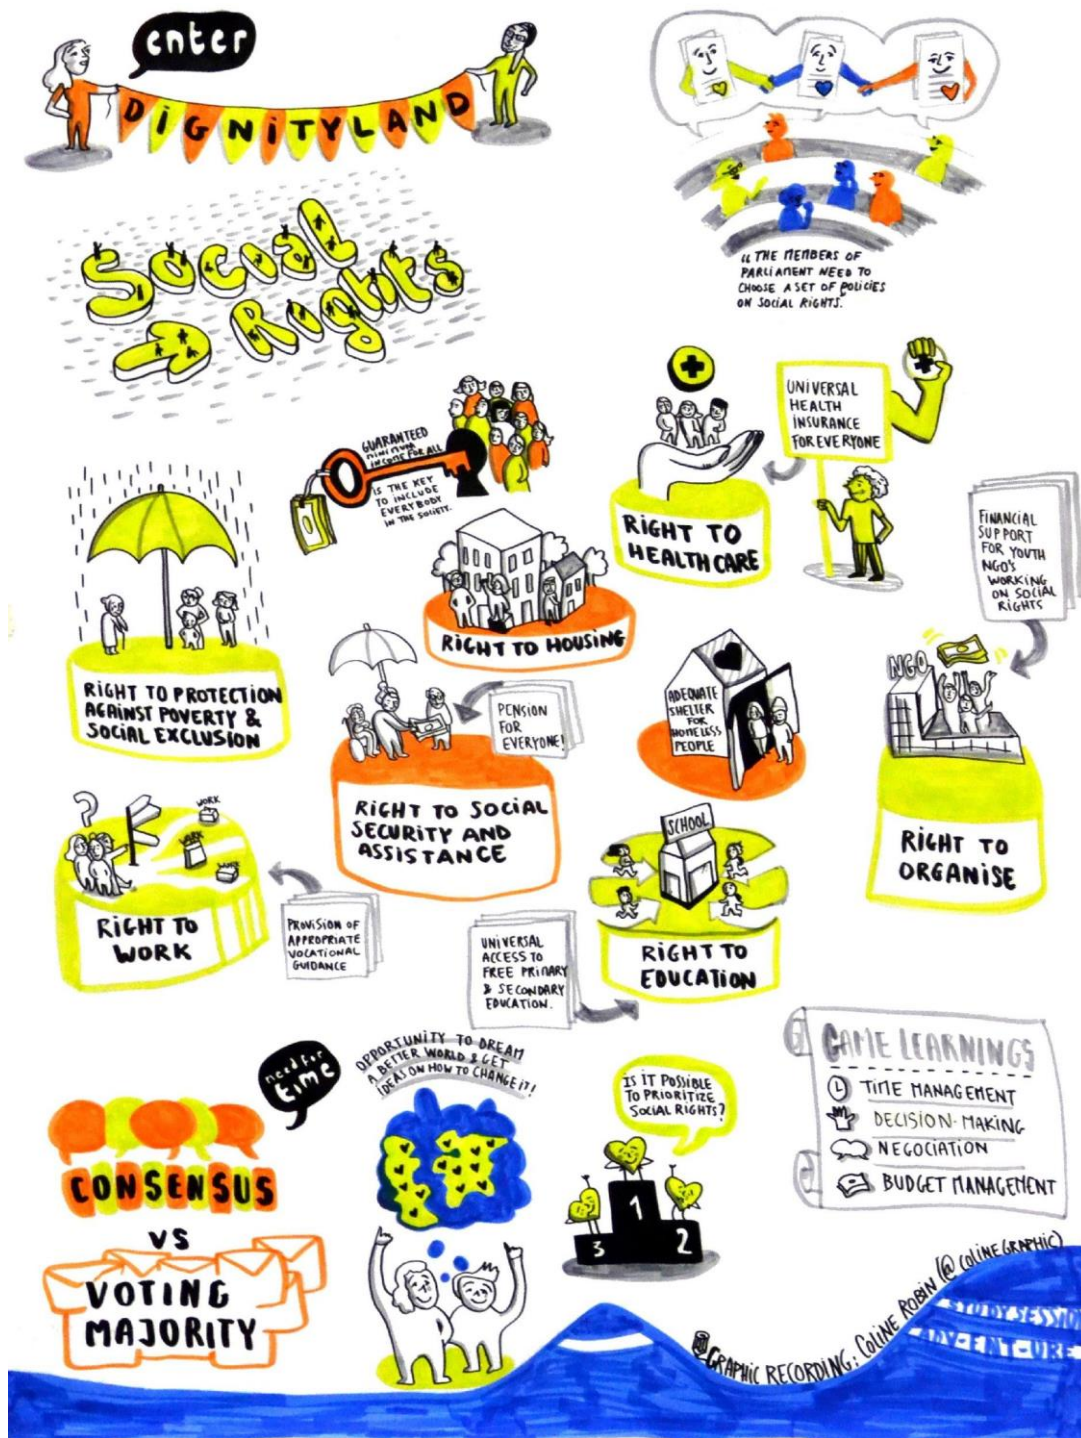 enter
DIGNITYLAND
Social
Rights
"THE MEMBERS OF
PARLIAMENT NEED TO
CHOOSE A SET OF POLICIES
ON SOCIAL RIGHTS.
GUARANTEED
MINIMUM
INCOME FOR ALL
IS THE KEY
TO INCLUDE
EVERYBODY
IN THE SOCIETY.
UNIVERSAL
HEALTH
INSURANCE
FOR EVERYONE
RIGHT TO
HEALTHCARE
FINANCIAL
SUPPORT
FOR YOUTH
NGO'S
WORKING
ON SOCIAL
RIGHTS
RIGHT TO HOUSING
RIGHT TO PROTECTION
AGAINST POVERTY &
SOCIAL EXCLUSION
PENSION
FOR
EVERYONE!
ADEQUATE
SHELTER
FOR
HOMELESS
PEOPLE
NGO
RIGHT TO SOCIAL
SECURITY AND
ASSISTANCE
RIGHT TO
ORGANISE
?
WORK
WORK
WORK
RIGHT TO
WORK
PROVISION OF
APPROPRIATE
VOCATIONAL
GUIDANCE
SCHOOL
UNIVERSAL
ACCESS TO
FREE PRIMARY
& SECONDARY
EDUCATION.
RIGHT TO
EDUCATION
need for
time
CONSENSUS
VS
VOTING
MAJORITY
OPPORTUNITY TO DREAM
A BETTER WORLD & GET
IDEAS ON HOW TO CHANGE IT!
IS IT POSSIBLE
TO PRIORITIZE
SOCIAL RIGHTS?
1
2
3
GAME LEARNINGS
TIME MANAGEMENT
DECISION-MAKING
NEGOCIATION
BUDGET MANAGEMENT
GRAPHIC RECORDING: COLINE ROBIN (@COLINEGRAPHIC)
STUDY SESSION
ADV-ENT-URE